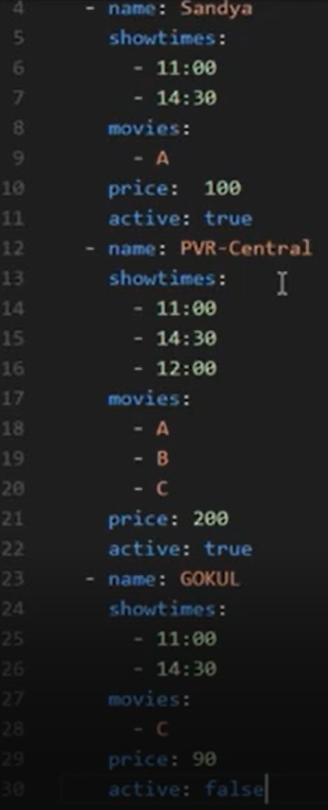 4 - name: Sandya
5 showtimes:
6 - 11:00
7 - 14:30
8 movies:
9 - A
10 price:  100
11 active: true
12 - name: PVR-Central
13 showtimes:
14 - 11:00
15 - 14:30
16 - 12:00
17 movies:
18 - A
19 - B
20 - C
21 price: 200
22 active: true
23 - name: GOKUL
24 showtimes:
25 - 11:00
26 - 14:30
27 movies:
28 - C
29 price: 90
30 active: false